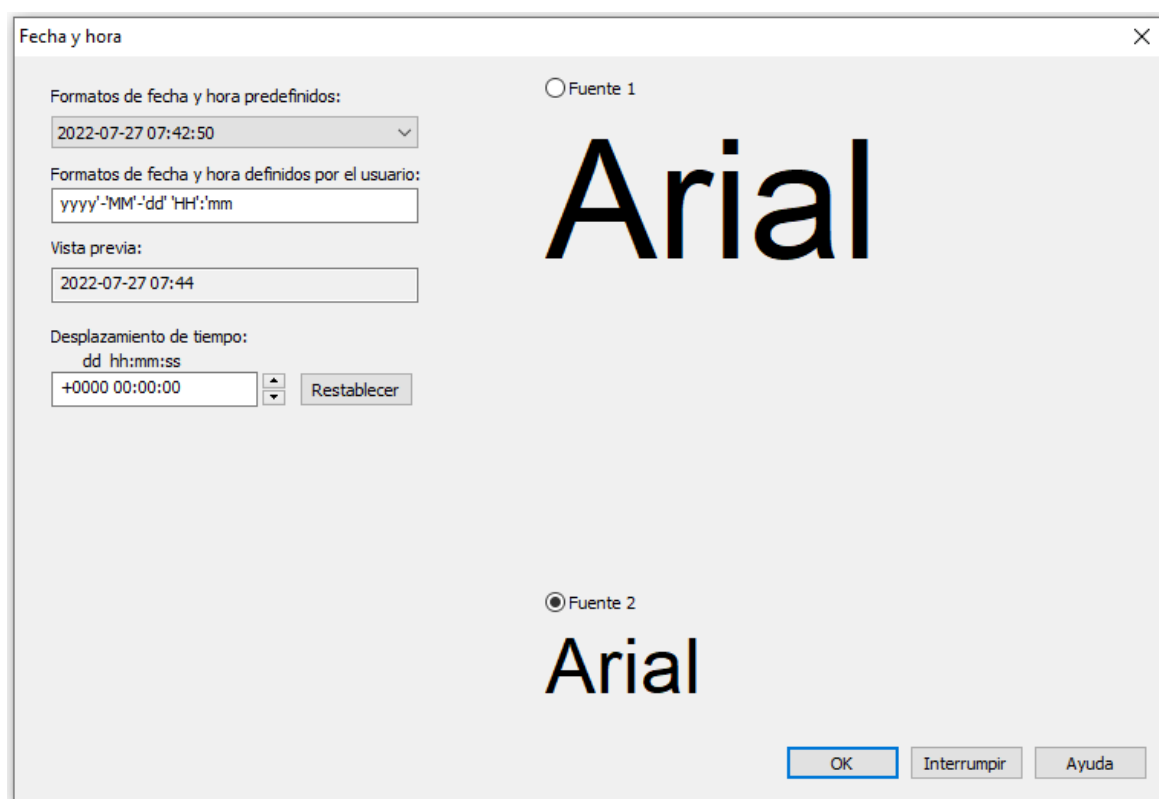 Fecha y hora
Formatos de fecha y hora predefinidos:
2022-07-27 07:42:50
Formatos de fecha y hora definidos por el usuario:
yyyy'-'MM'-'dd' 'HH':'mm
Vista previa:
2022-07-27 07:44
Desplazamiento de tiempo:
dd hh:mm:ss
+0000 00:00:00
Restablecer
Fuente 1
Arial
Fuente 2
Arial
OK Interrumpir Ayuda